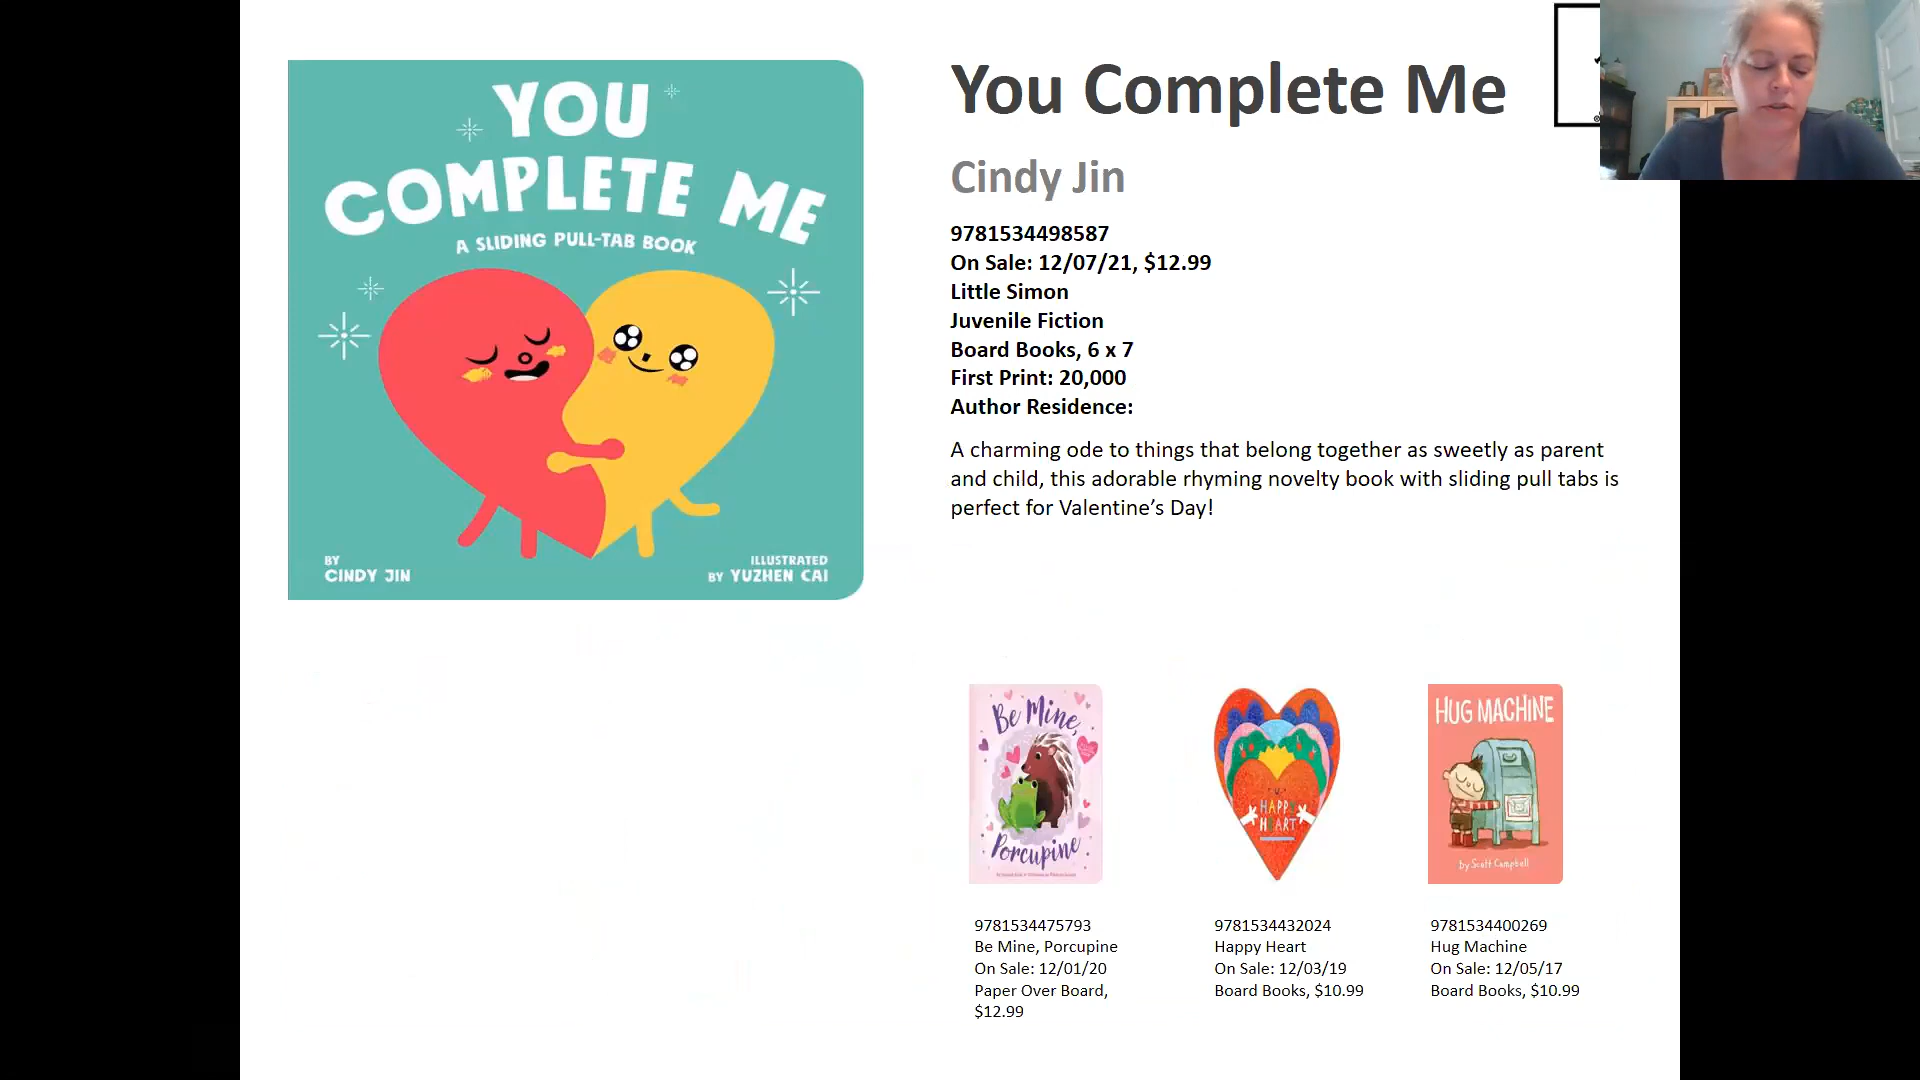 YOU
COMPLETE ME
A SLIDING PULL-TAB BOOK
BY
CINDY JIN
ILLUSTRATED
BY YUZHEN CAI
You Complete Me
Cindy Jin
9781534498587
On Sale: 12/07/21, $12.99
Little Simon
Juvenile Fiction
Board Books, 6 x 7
First Print: 20,000
Author Residence:
A charming ode to things that belong together as sweetly as parent
and child, this adorable rhyming novelty book with sliding pull tabs is
perfect for Valentine’s Day!
Be Mine,
Porcupine
HAPPY
HEART
HUG MACHINE
by Scott Campbell
9781534475793
Be Mine, Porcupine
On Sale: 12/01/20
Paper Over Board,
$12.99
9781534432024
Happy Heart
On Sale: 12/03/19
Board Books, $10.99
9781534400269
Hug Machine
On Sale: 12/05/17
Board Books, $10.99